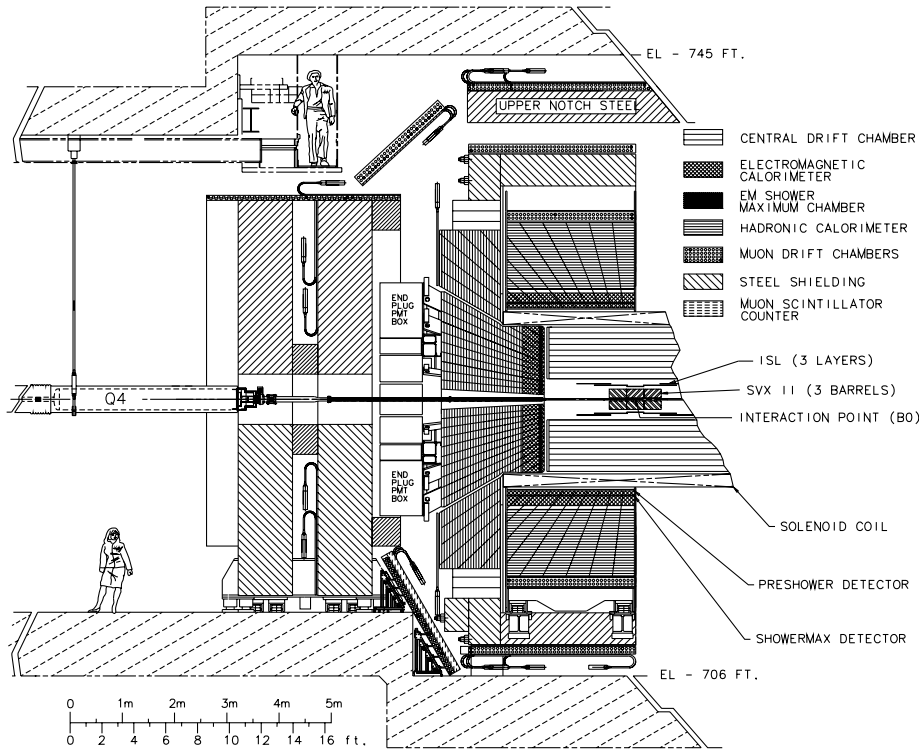 EL - 745 FT.
UPPER NOTCH STEEL
CENTRAL DRIFT CHAMBER
ELECTROMAGNETIC
CALORIMETER
EM SHOWER
MAXIMUM CHAMBER
HADRONIC CALORIMETER
MUON DRIFT CHAMBERS
STEEL SHIELDING
MUON SCINTILLATOR
COUNTER
END
PLUG
PMT
BOX
ISL (3 LAYERS)
SVX II (3 BARRELS)
INTERACTION POINT (B0)
Q4
END
PLUG
PMT
BOX
SOLENOID COIL
PRESHOWER DETECTOR
SHOWERMAX DETECTOR
EL - 706 FT.
0 1m 2m 3m 4m 5m
0 2 4 6 8 10 12 14 16 ft.